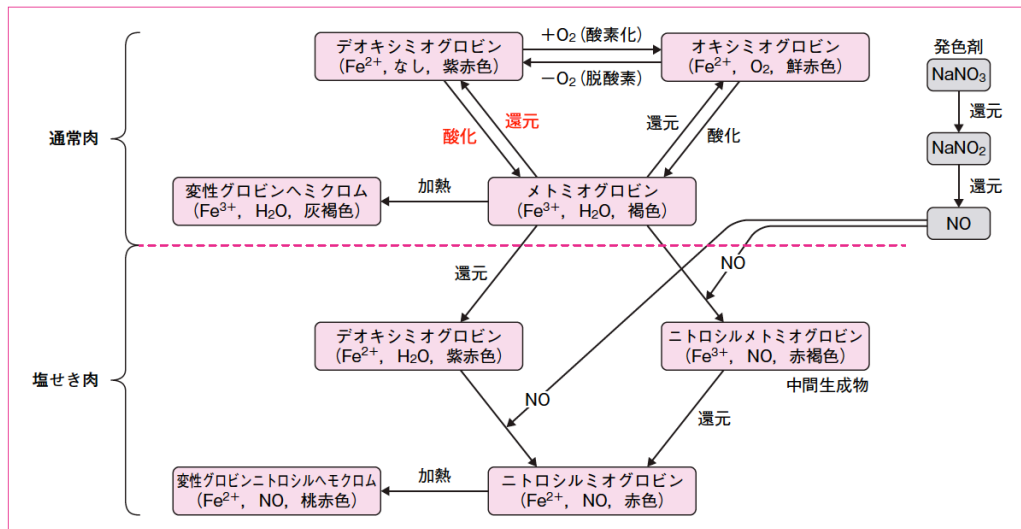 デオキシミオグロビン
(Fe²⁺, なし, 紫赤色)
+O₂(酸素化)
−O₂(脱酸素)
オキシミオグロビン
(Fe²⁺, O₂, 鮮赤色)
発色剤
NaNO₃
還元
NaNO₂
還元
NO
通常肉
酸化
還元
還元
酸化
変性グロビンヘミクロム
(Fe³⁺, H₂O, 灰褐色)
加熱
メトミオグロビン
(Fe³⁺, H₂O, 褐色)
還元
NO
塩せき肉
デオキシミオグロビン
(Fe²⁺, H₂O, 紫赤色)
ニトロシルメトミオグロビン
(Fe³⁺, NO, 赤褐色)
中間生成物
NO
還元
変性グロビンニトロシルヘモクロム
(Fe²⁺, NO, 桃赤色)
加熱
ニトロシルミオグロビン
(Fe²⁺, NO, 赤色)